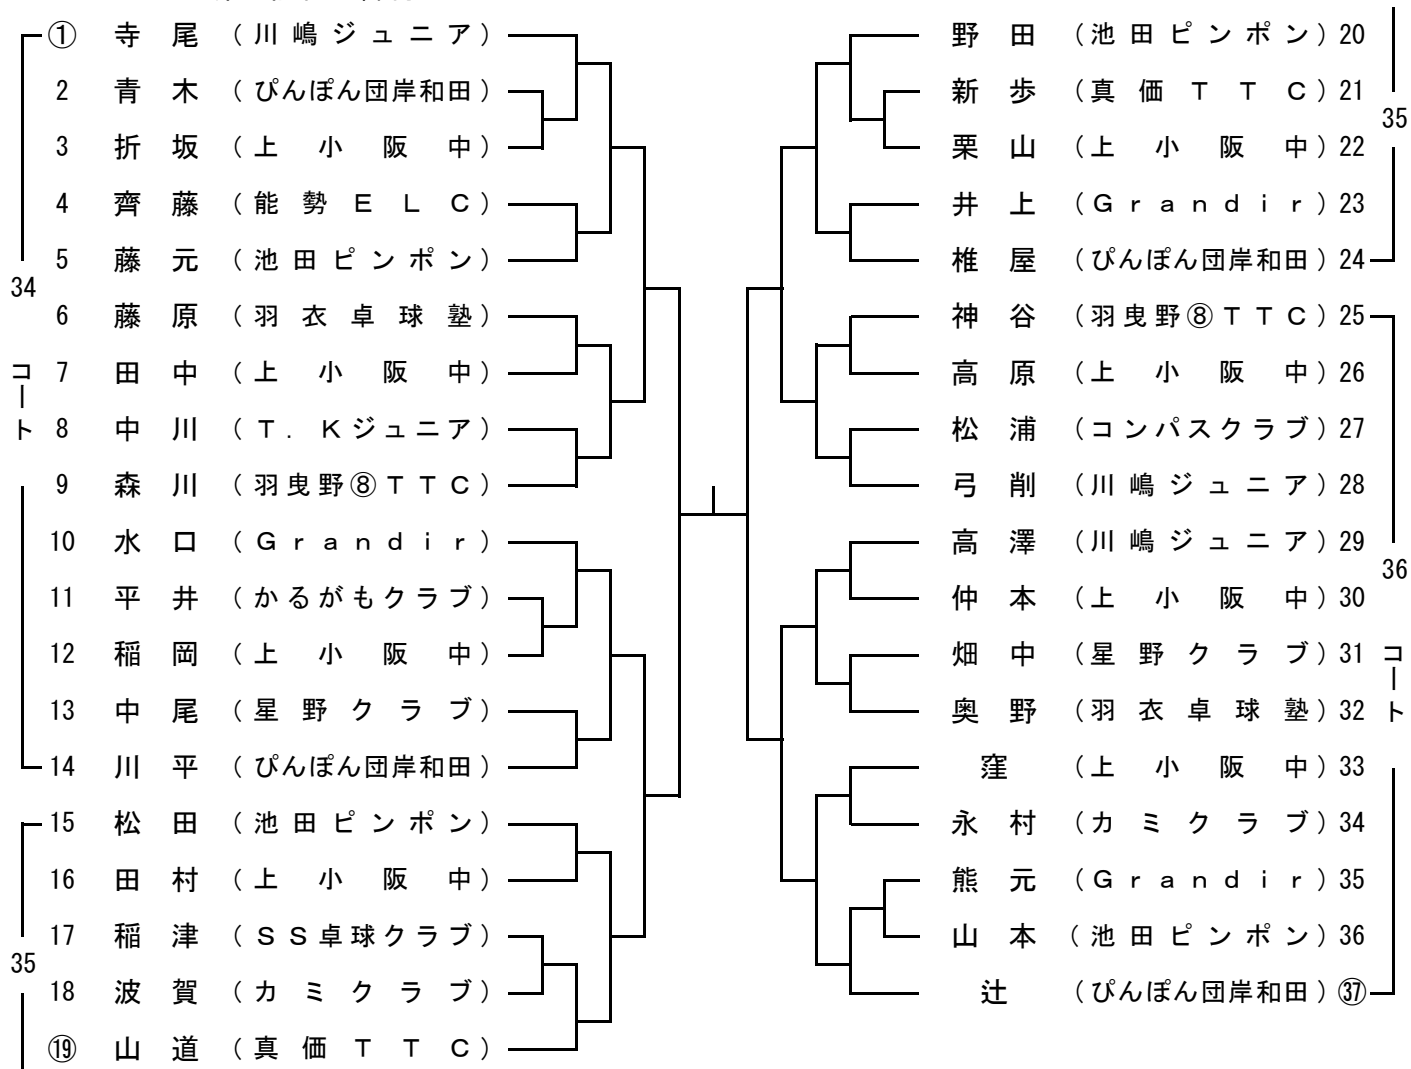 ① 寺尾 (川嶋ジュニア)
2 青木 (ぴんぽん団岸和田)
3 折坂 (上小阪中)
4 齊藤 (能勢ELC)
5 藤元 (池田ピンポン)
34
6 藤原 (羽衣卓球塾)
コート
7 田中 (上小阪中)
8 中川 (T.Kジュニア)
9 森川 (羽曳野⑧TTC)
10 水口 (Grandir)
11 平井 (かるがもクラブ)
12 稲岡 (上小阪中)
13 中尾 (星野クラブ)
14 川平 (ぴんぽん団岸和田)
15 松田 (池田ピンポン)
16 田村 (上小阪中)
17 稲津 (SS卓球クラブ)
35
18 波賀 (カミクラブ)
⑲ 山道 (真価TTC)
野田 (池田ピンポン) 20
新歩 (真価TTC) 21
35
栗山 (上小阪中) 22
井上 (Grandir) 23
椎屋 (ぴんぽん団岸和田) 24
神谷 (羽曳野⑧TTC) 25
高原 (上小阪中) 26
松浦 (コンパスクラブ) 27
弓削 (川嶋ジュニア) 28
高澤 (川嶋ジュニア) 29
36
仲本 (上小阪中) 30
畑中 (星野クラブ) 31
コート
奥野 (羽衣卓球塾) 32
窪 (上小阪中) 33
永村 (カミクラブ) 34
熊元 (Grandir) 35
山本 (池田ピンポン) 36
辻 (ぴんぽん団岸和田) ㊲